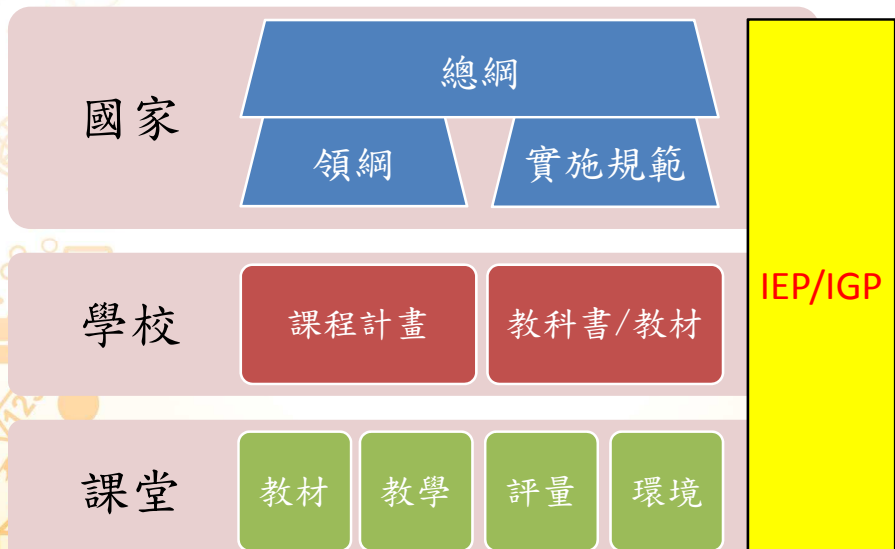 國家
總綱
領綱
實施規範
學校
課程計畫
教科書/教材
課堂
教材
教學
評量
環境
IEP/IGP